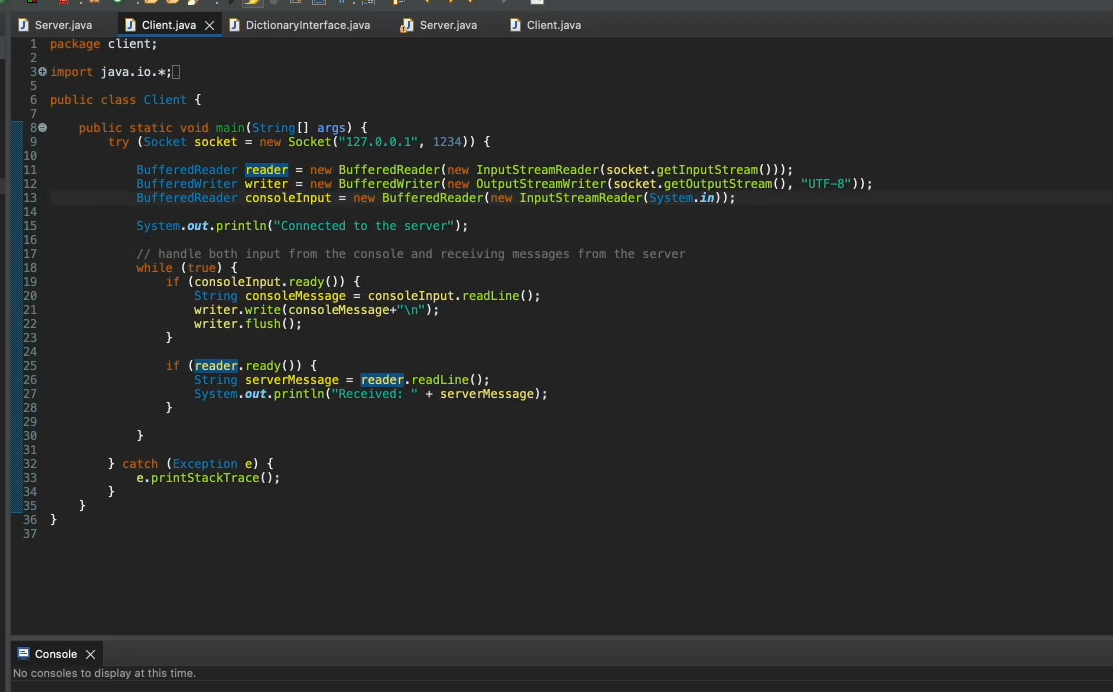 Server.java Client.java DictionaryInterface.java Server.java Client.java
1 package client;
2
3 import java.io.*;
5
6 public class Client {
7
8 public static void main(String[] args) {
9 try (Socket socket = new Socket("127.0.0.1", 1234)) {
10
11 BufferedReader reader = new BufferedReader(new InputStreamReader(socket.getInputStream()));
12 BufferedWriter writer = new BufferedWriter(new OutputStreamWriter(socket.getOutputStream(), "UTF-8"));
13 BufferedReader consoleInput = new BufferedReader(new InputStreamReader(System.in));
14
15 System.out.println("Connected to the server");
16
17 // handle both input from the console and receiving messages from the server
18 while (true) {
19 if (consoleInput.ready()) {
20 String consoleMessage = consoleInput.readLine();
21 writer.write(consoleMessage+"\n");
22 writer.flush();
23 }
24
25 if (reader.ready()) {
26 String serverMessage = reader.readLine();
27 System.out.println("Received: " + serverMessage);
28 }
29
30 }
31
32 } catch (Exception e) {
33 e.printStackTrace();
34 }
35 }
36 }
37
Console
No consoles to display at this time.